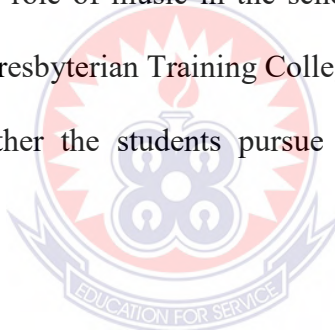 role of music in the
resbyterian Training Colle
ther the students pursue
EDUCATION FOR SERVICE